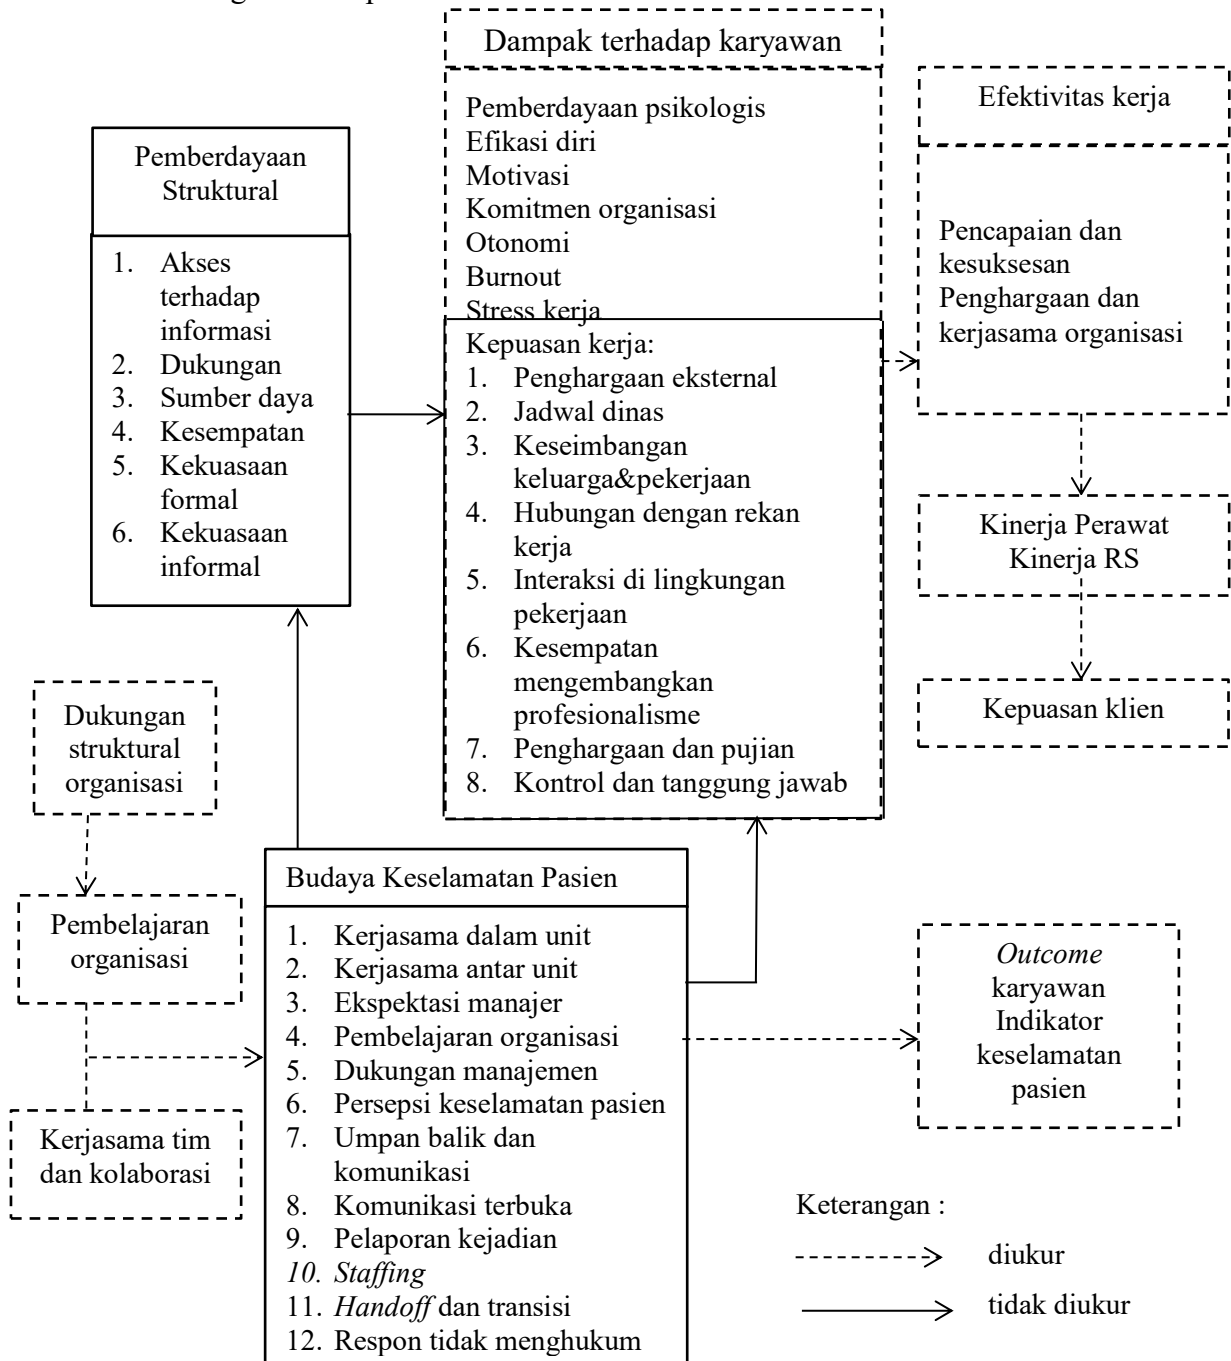 Dampak terhadap karyawan
Pemberdayaan psikologis
Efikasi diri
Motivasi
Komitmen organisasi
Otonomi
Burnout
Stress kerja
Kepuasan kerja:
1. Penghargaan eksternal
2. Jadwal dinas
3. Keseimbangan
keluarga&pekerjaan
4. Hubungan dengan rekan
kerja
5. Interaksi di lingkungan
pekerjaan
6. Kesempatan
mengembangkan
profesionalisme
7. Penghargaan dan pujian
8. Kontrol dan tanggung jawab
Efektivitas kerja
Pencapaian dan
kesuksesan
Penghargaan dan
kerjasama organisasi
Kinerja Perawat
Kinerja RS
Kepuasan klien
Pemberdayaan
Struktural
1. Akses
terhadap
informasi
2. Dukungan
3. Sumber daya
4. Kesempatan
5. Kekuasaan
formal
6. Kekuasaan
informal
Dukungan
struktural
organisasi
Pembelajaran
organisasi
Kerjasama tim
dan kolaborasi
Budaya Keselamatan Pasien
1. Kerjasama dalam unit
2. Kerjasama antar unit
3. Ekspektasi manajer
4. Pembelajaran organisasi
5. Dukungan manajemen
6. Persepsi keselamatan pasien
7. Umpan balik dan
komunikasi
8. Komunikasi terbuka
9. Pelaporan kejadian
10. Staffing
11. Handoff dan transisi
12. Respon tidak menghukum
Outcome
karyawan
Indikator
keselamatan
pasien
Keterangan :
diukur
tidak diukur